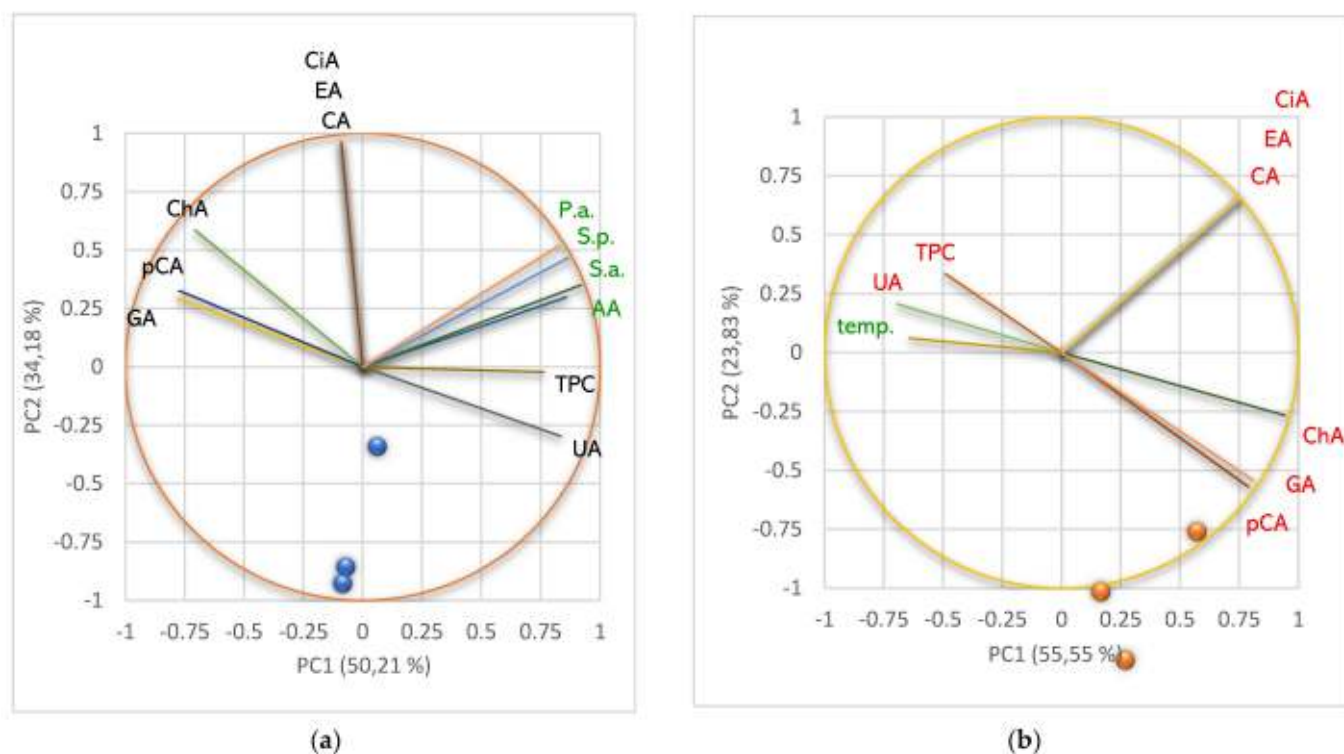 CiA
EA
CA
1
0.75
0.5
0.25
0
-0.25
-0.5
-0.75
-1
ChA
pCA
GA
P.a.
S.p.
S.a.
AA
TPC
UA
-1 -0.75 -0.5 -0.25 0 0.25 0.5 0.75 1
PC1 (50,21 %)
PC2 (34,18 %)
(a)
CiA
EA
CA
1
0.75
0.5
0.25
0
-0.25
-0.5
-0.75
-1
TPC
UA
temp.
ChA
GA
pCA
-1 -0.75 -0.5 -0.25 0 0.25 0.5 0.75 1
PC1 (55,55 %)
PC2 (23,83 %)
(b)